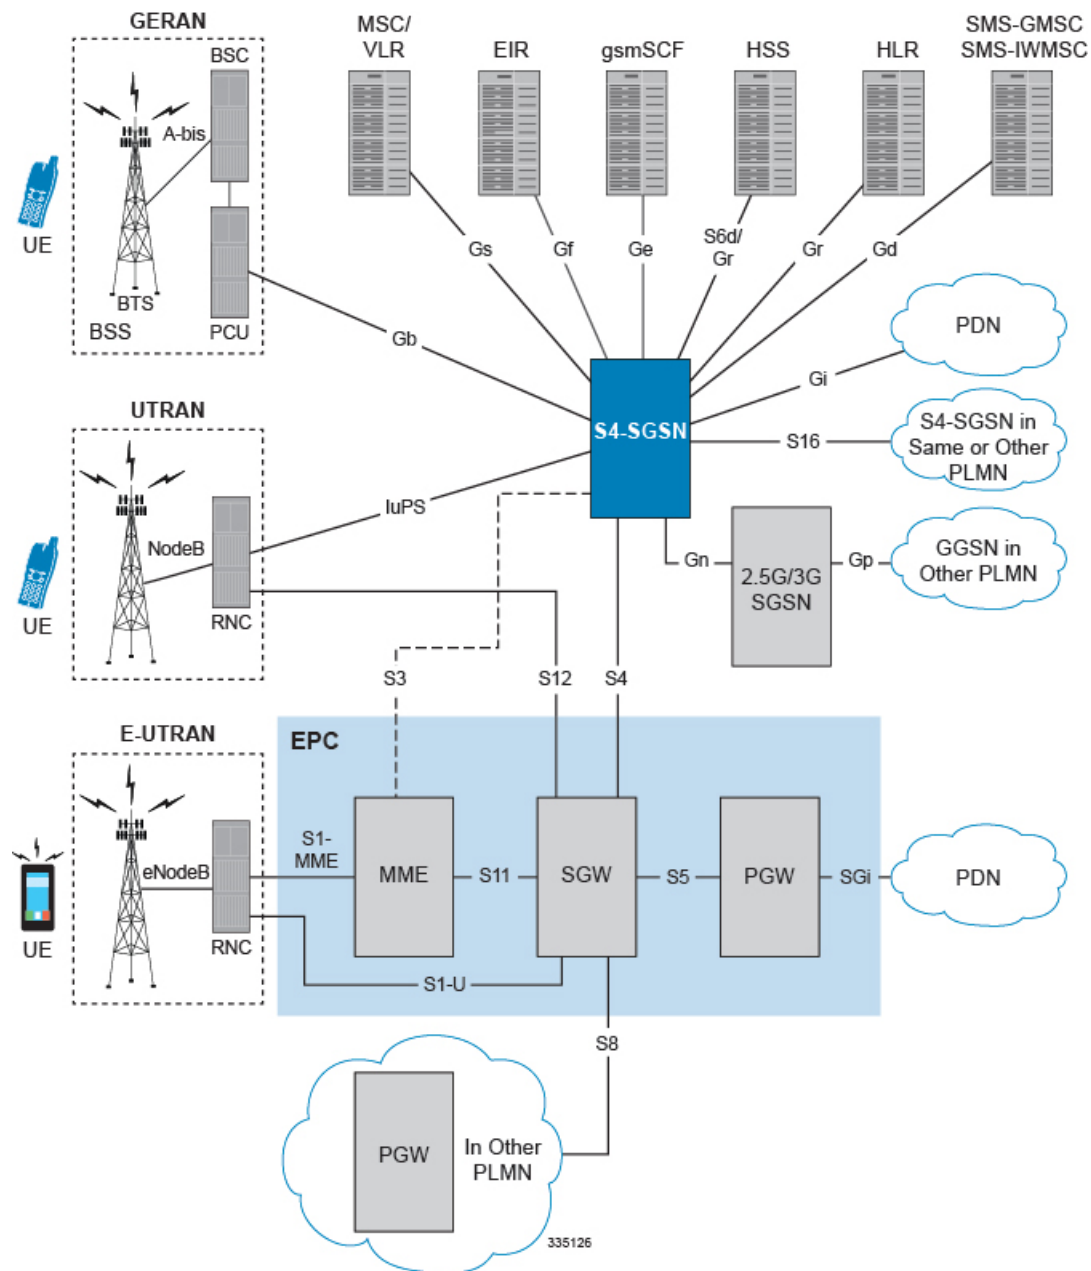 GERAN
BSC
A-bis
UE
BTS
BSS
PCU
MSC/
VLR
EIR
gsmSCF
HSS
HLR
SMS-GMSC
SMS-IWMSC
Gs
Gf
Ge
S6d/
Gr
Gr
Gd
Gb
PDN
Gi
UTRAN
S4-SGSN
S16
S4-SGSN in
Same or Other
PLMN
IuPS
NodeB
UE
RNC
Gn
2.5G/3G
SGSN
Gp
GGSN in
Other PLMN
S3
S12
S4
E-UTRAN
EPC
S1-
MME
eNodeB
UE
RNC
MME
S11
SGW
S5
PGW
SGi
PDN
S1-U
S8
PGW
In Other
PLMN
335126